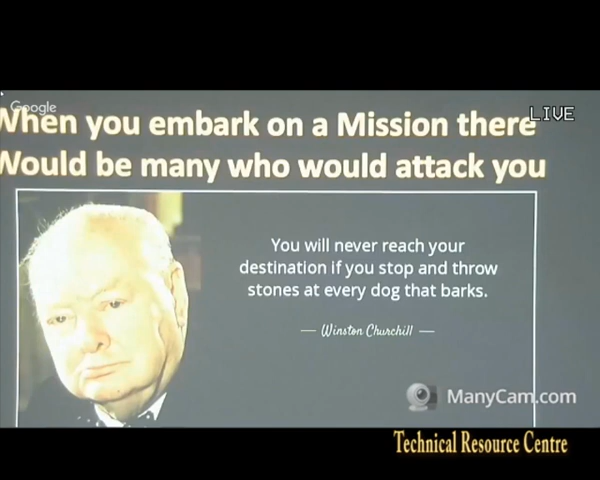 Google
LIVE
When you embark on a Mission there
Would be many who would attack you
You will never reach your
destination if you stop and throw
stones at every dog that barks.
— Winston Churchill —
ManyCam.com
Technical Resource Centre